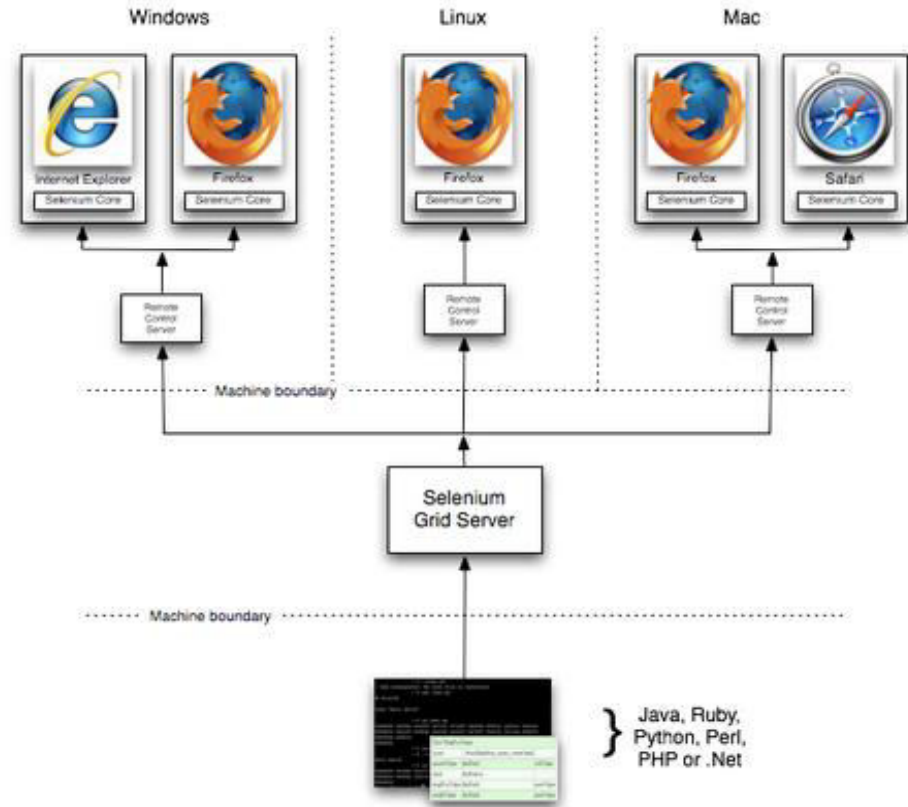 Windows
Linux
Mac
Internet Explorer
Selenium Core
Firefox
Selenium Core
Firefox
Selenium Core
Firefox
Selenium Core
Safari
Selenium Core
Remote
Control
Server
Remote
Control
Server
Remote
Control
Server
Machine boundary
Selenium
Grid Server
Machine boundary
Java, Ruby,
Python, Perl,
PHP or .Net